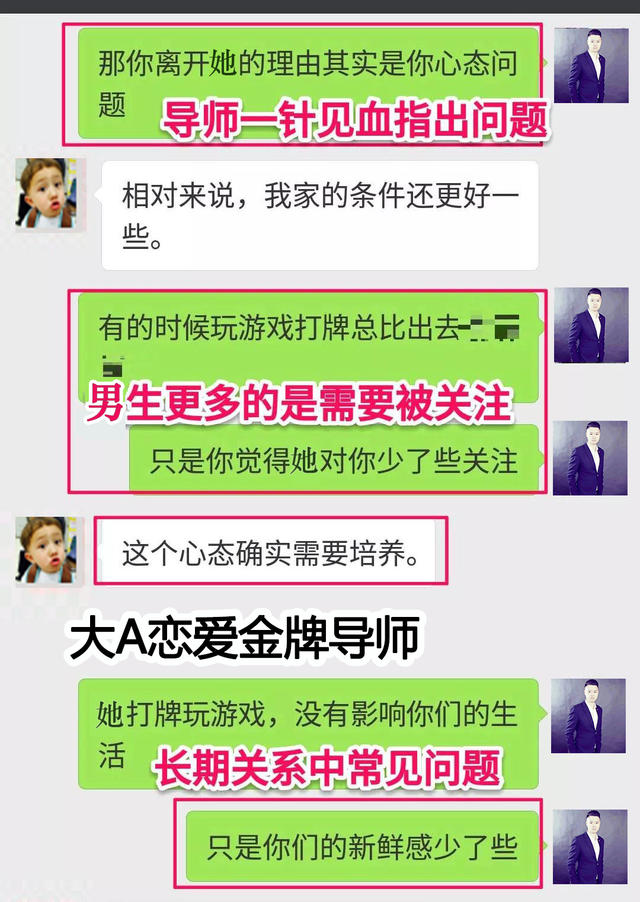 那你离开她的理由其实是你心态问
题
导师一针见血指出问题
相对来说，我家的条件还更好一
些。
有的时候玩游戏打牌总比出去
男生更多的是需要被关注
只是你觉得她对你少了些关注
这个心态确实需要培养。
大A恋爱金牌导师
她打牌玩游戏，没有影响你们的生
活
长期关系中常见问题
只是你们的新鲜感少了些